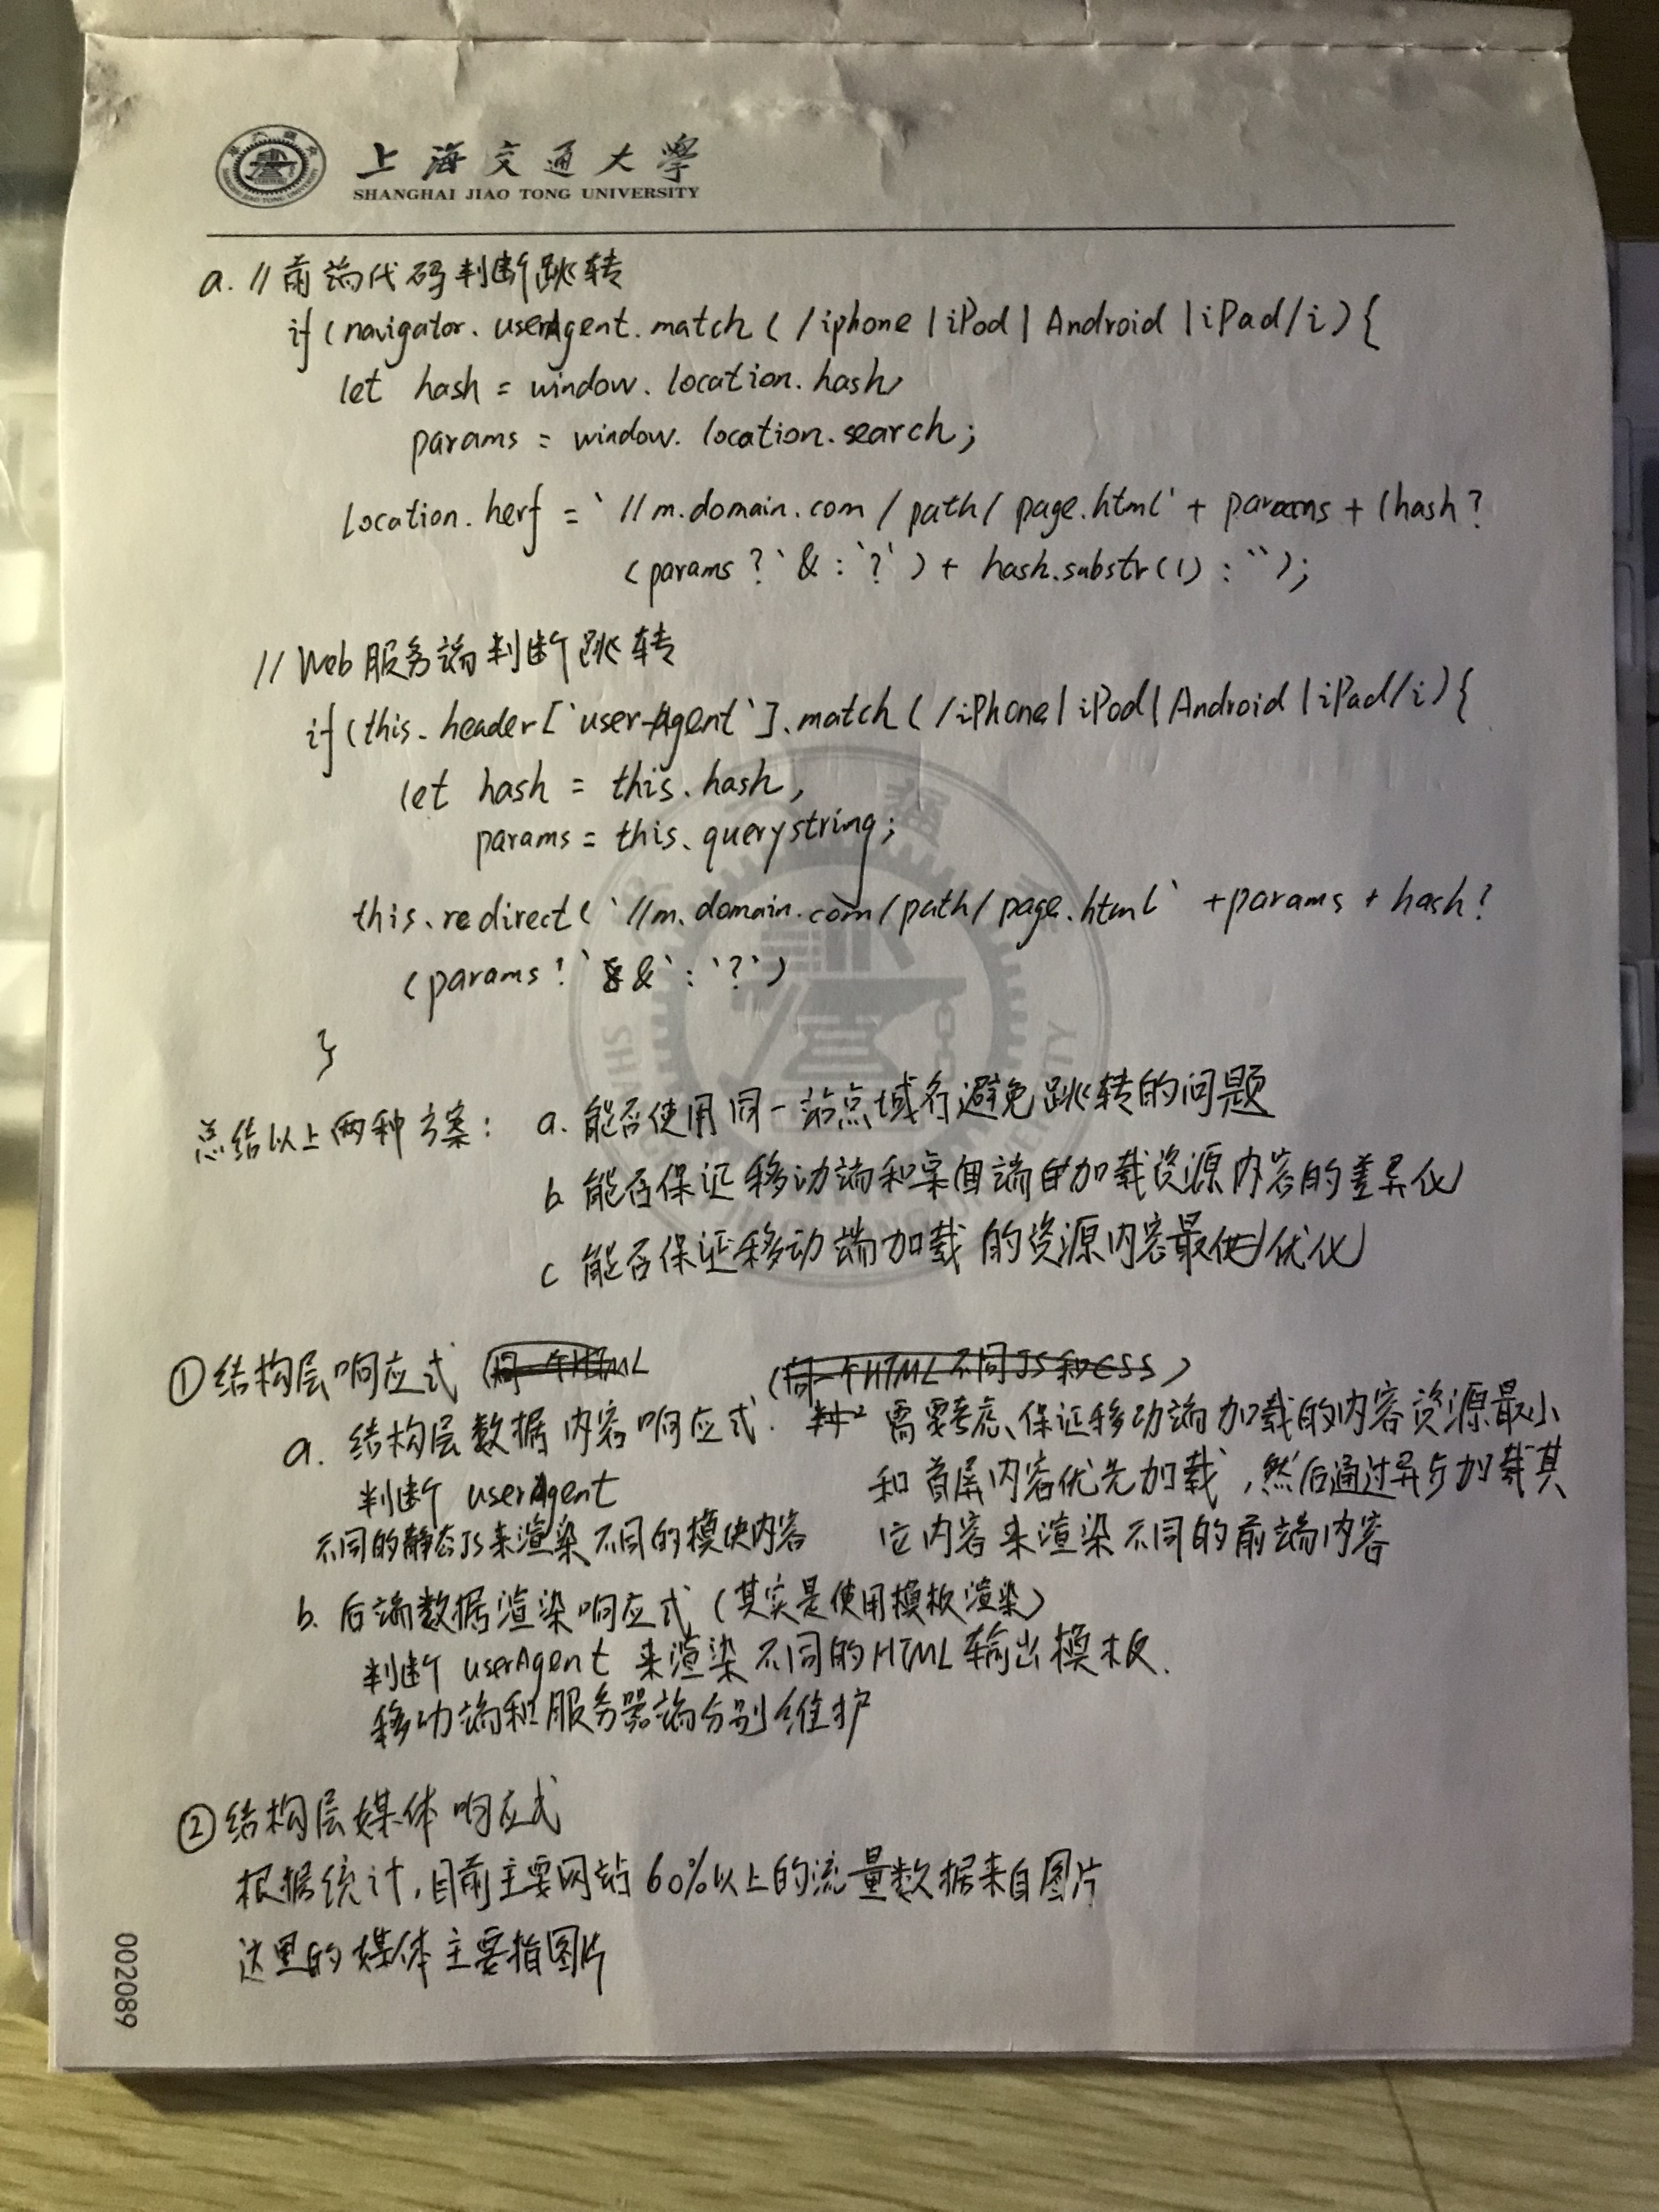 上海交通大學
SHANGHAI JIAO TONG UNIVERSITY
a. // 前端代码判断跳转
if (navigator.userAgent.match(/iphone|iPod|Android|iPad/i){
let hash = window.location.hash,
params = window.location.search;
location.herf = `//m.domain.com/path/page.html' + params + (hash ?
(params ? `& : `?') + hash.substr(1) : ``);
// Web服务端判断跳转
if (this.header[`user-Agent`].match(/iPhone|iPod|Android|iPad/i){
let hash = this.hash,
params = this.querystring;
this.redirect(`//m.domain.com/path/page.html` + params + hash?
(params ? `&` : `?`)
}
总结以上两种方案： a. 能否使用同一站点域名避免跳转的问题
b 能否保证移动端和桌面端的加载资源内容的差异化
c 能否保证移动端加载的资源内容最优化
①结构层响应式 (同一个HTML (同一个HTML不同JS和CSS)
a. 结构层数据内容响应式. 需要考虑、保证移动端加载的内容资源最小
判断 userAgent 和首屏内容优先加载，然后通过异步加载其
不同的静态JS来渲染不同的模块内容 它内容来渲染不同的前端内容
b. 后端数据渲染响应式(其实是使用模板渲染)
判断 userAgent 来渲染不同的HTML输出模板.
移动端和服务器端分别维护
②结构层媒体响应式
根据统计，目前主要网站60%以上的流量数据来自图片
这里的媒体主要指图片
002089